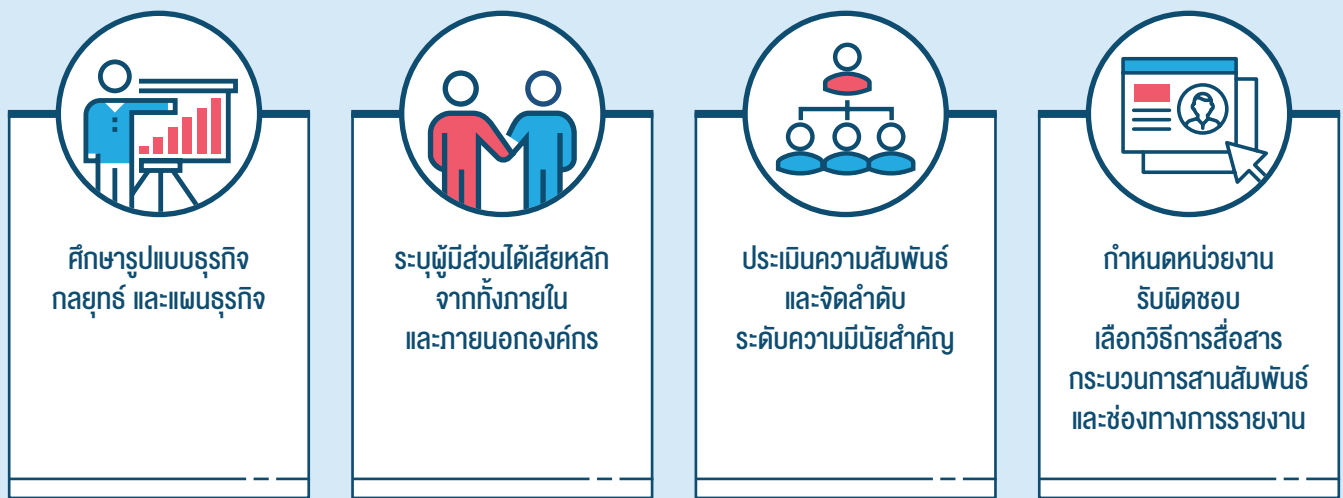 ศึกษารูปแบบธุรกิจ
กลยุทธ์ และแผนธุรกิจ
ระบุผู้มีส่วนได้เสียหลัก
จากทั้งภายใน
และภายนอกองค์กร
ประเมินความสัมพันธ์
และจัดลำดับ
ระดับความมีนัยสำคัญ
กำหนดหน่วยงาน
รับผิดชอบ
เลือกวิธีการสื่อสาร
กระบวนการสานสัมพันธ์
และช่องทางการรายงาน